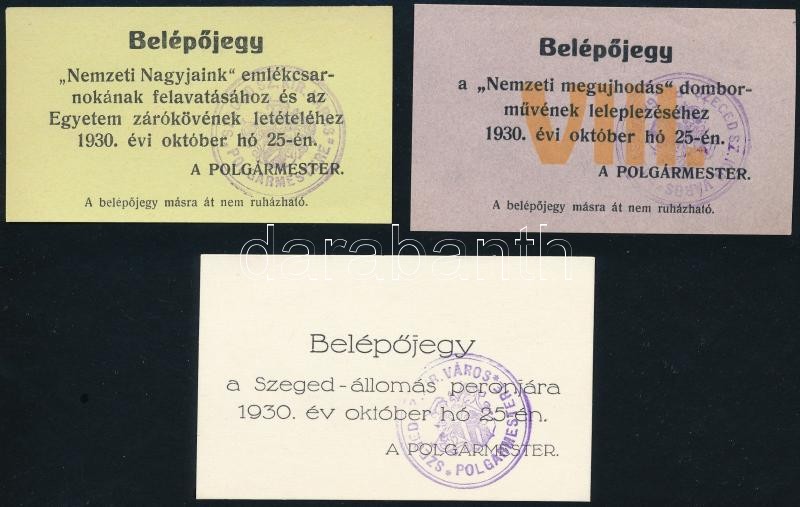 Belépőjegy
„Nemzeti Nagyjaink“ emlékcsar-
nokának felavatásához és az
Egyetem zárókövének letételéhez
1930. évi október hó 25-én.
A POLGÁRMESTER.
A belépőjegy másra át nem ruházható.
Belépőjegy
VIII.
a „Nemzeti megujhodás“ dombor-
művének leleplezéséhez
1930. évi október hó 25-én.
A POLGÁRMESTER.
A belépőjegy másra át nem ruházható.
darabanth
Belépőjegy
a Szeged-állomás peronjára
1930. év október hó 25-én.
A POLGÁRMESTER.
VÁROS POLGÁRMESTERE